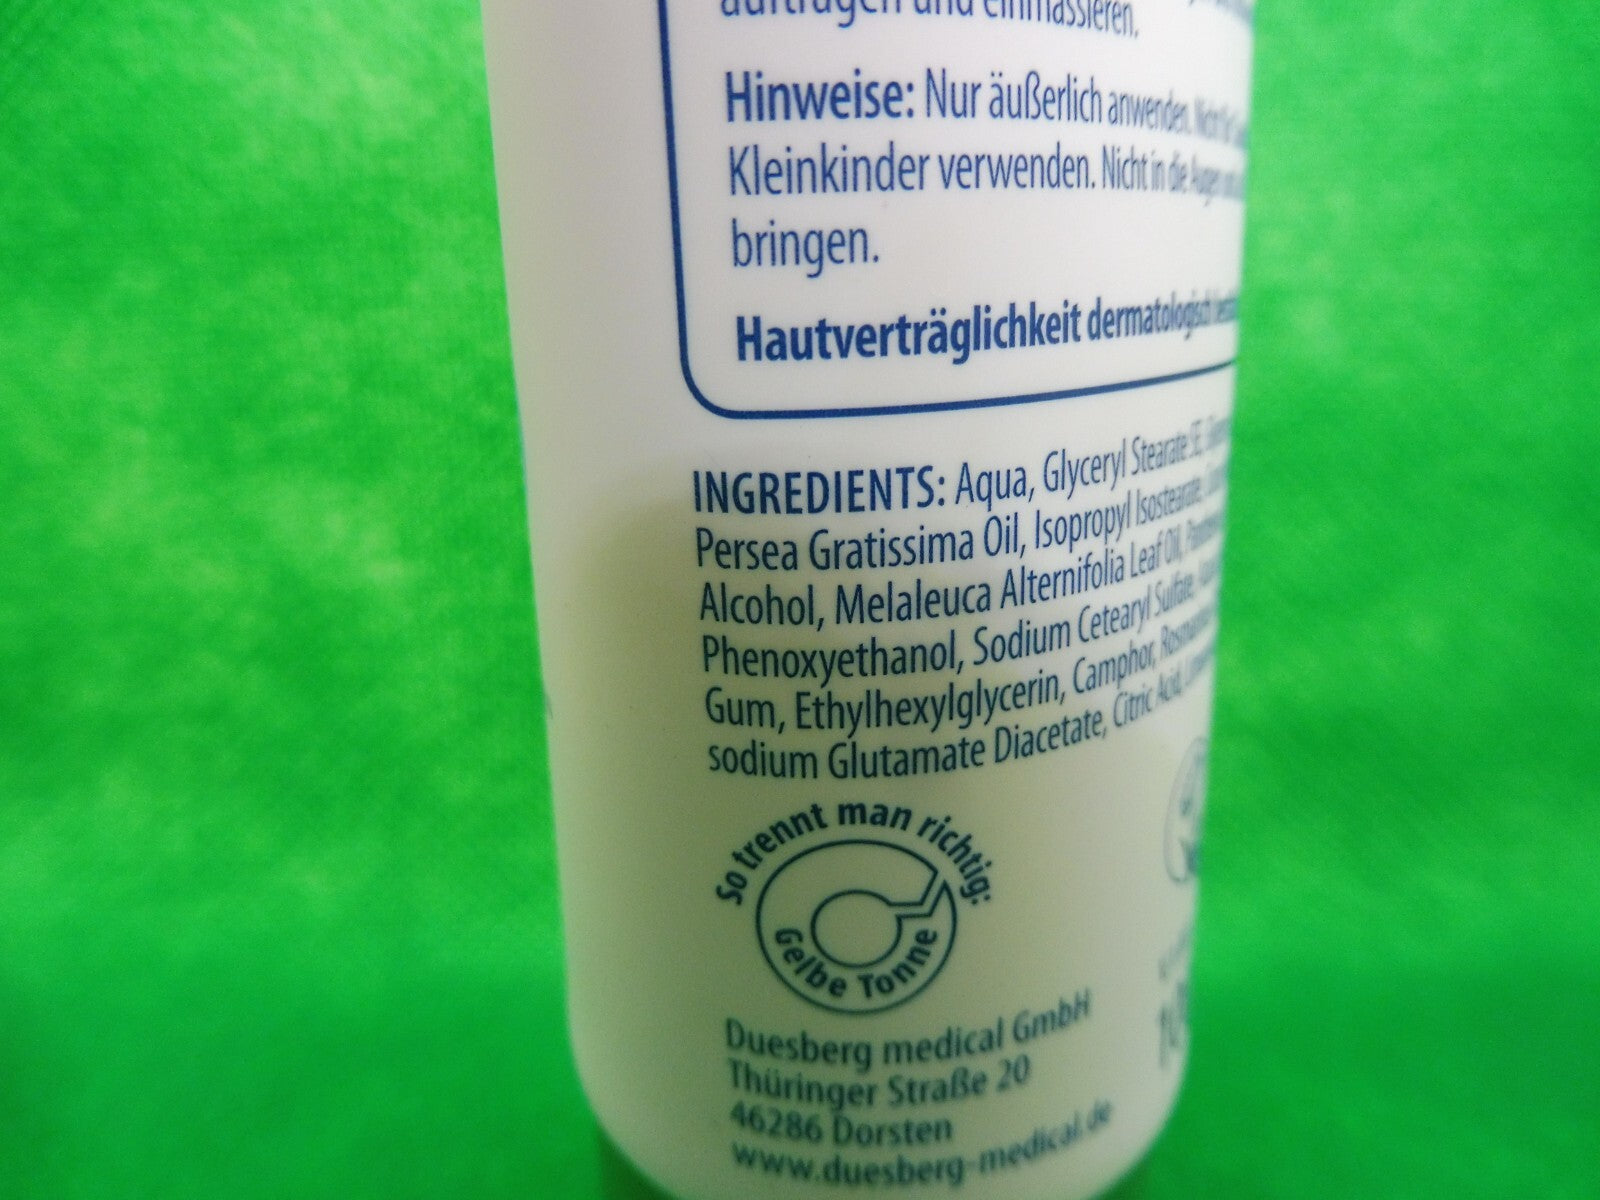 auftragen und einmassieren.
Hinweise: Nur äußerlich anwenden. Nicht für
Kleinkinder verwenden. Nicht in die Augen
bringen.
Hautverträglichkeit dermatologisch
INGREDIENTS: Aqua, Glyceryl Stearate SE,
Persea Gratissima Oil, Isopropyl Isostearate,
Alcohol, Melaleuca Alternifolia Leaf Oil,
Phenoxyethanol, Sodium Cetearyl Sulfate,
Gum, Ethylhexylglycerin, Camphor,
sodium Glutamate Diacetate, Citric Acid,
So trennt man richtig:
Gelbe Tonne
Duesberg medical GmbH
Thüringer Straße 20
46286 Dorsten
www.duesberg-medical.de